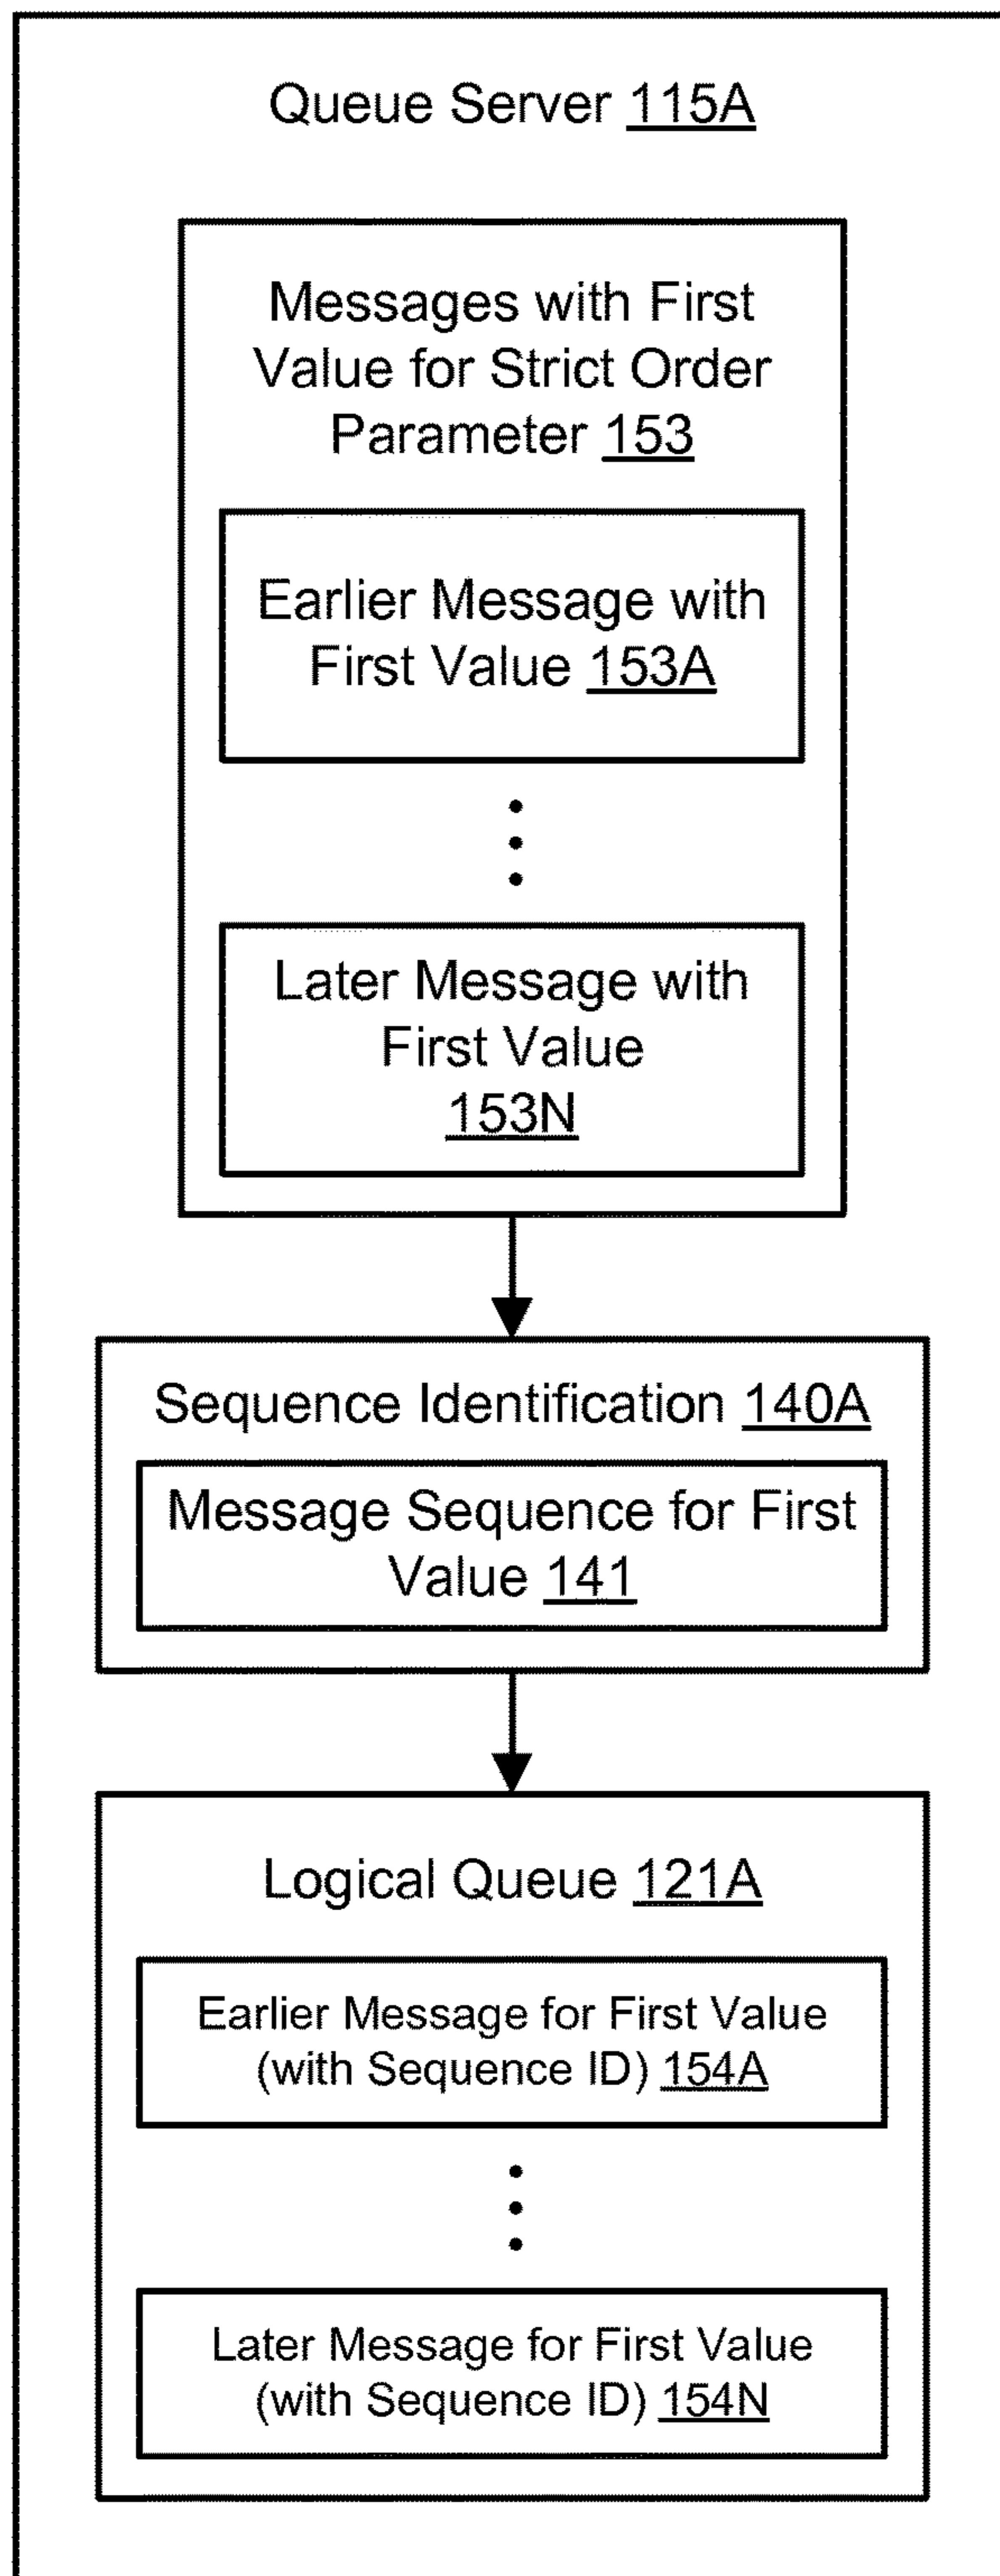 Queue Server 115A
Messages with First
Value for Strict Order
Parameter 153
Earlier Message with
First Value 153A
Later Message with
First Value
153N
Sequence Identification 140A
Message Sequence for First
Value 141
Logical Queue 121A
Earlier Message for First Value
(with Sequence ID) 154A
Later Message for First Value
(with Sequence ID) 154N